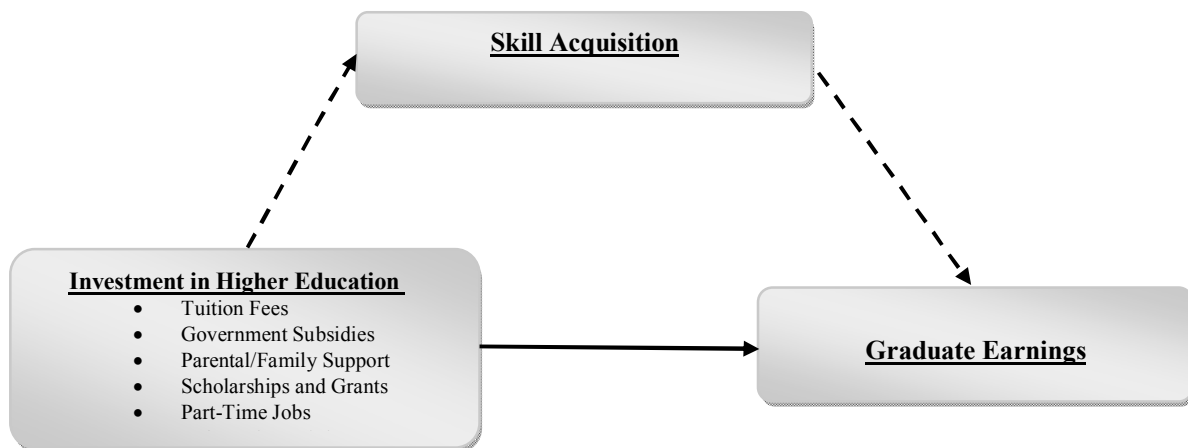 Skill Acquisition
Investment in Higher Education
• Tuition Fees
• Government Subsidies
• Parental/Family Support
• Scholarships and Grants
• Part-Time Jobs
Graduate Earnings